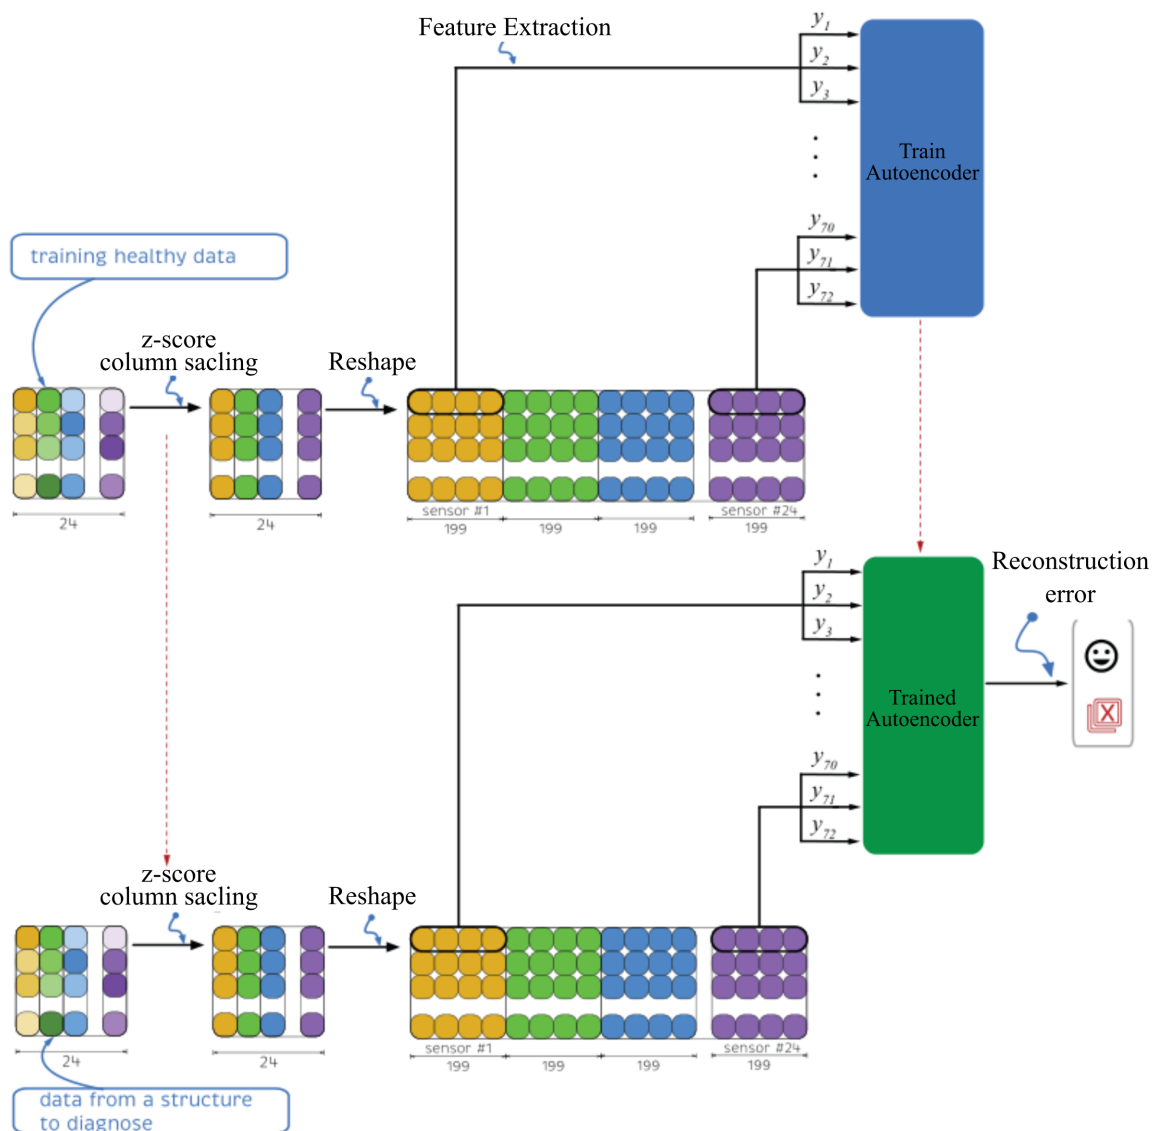 Feature Extraction
y1
y2
y3
Train
Autoencoder
y70
y71
y72
training healthy data
z-score
column sacling
Reshape
24
24
sensor #1
199
199
199
sensor #24
199
y1
y2
y3
Trained
Autoencoder
y70
y71
y72
Reconstruction
error
X
z-score
column sacling
Reshape
24
24
sensor #1
199
199
199
sensor #24
199
data from a structure
to diagnose